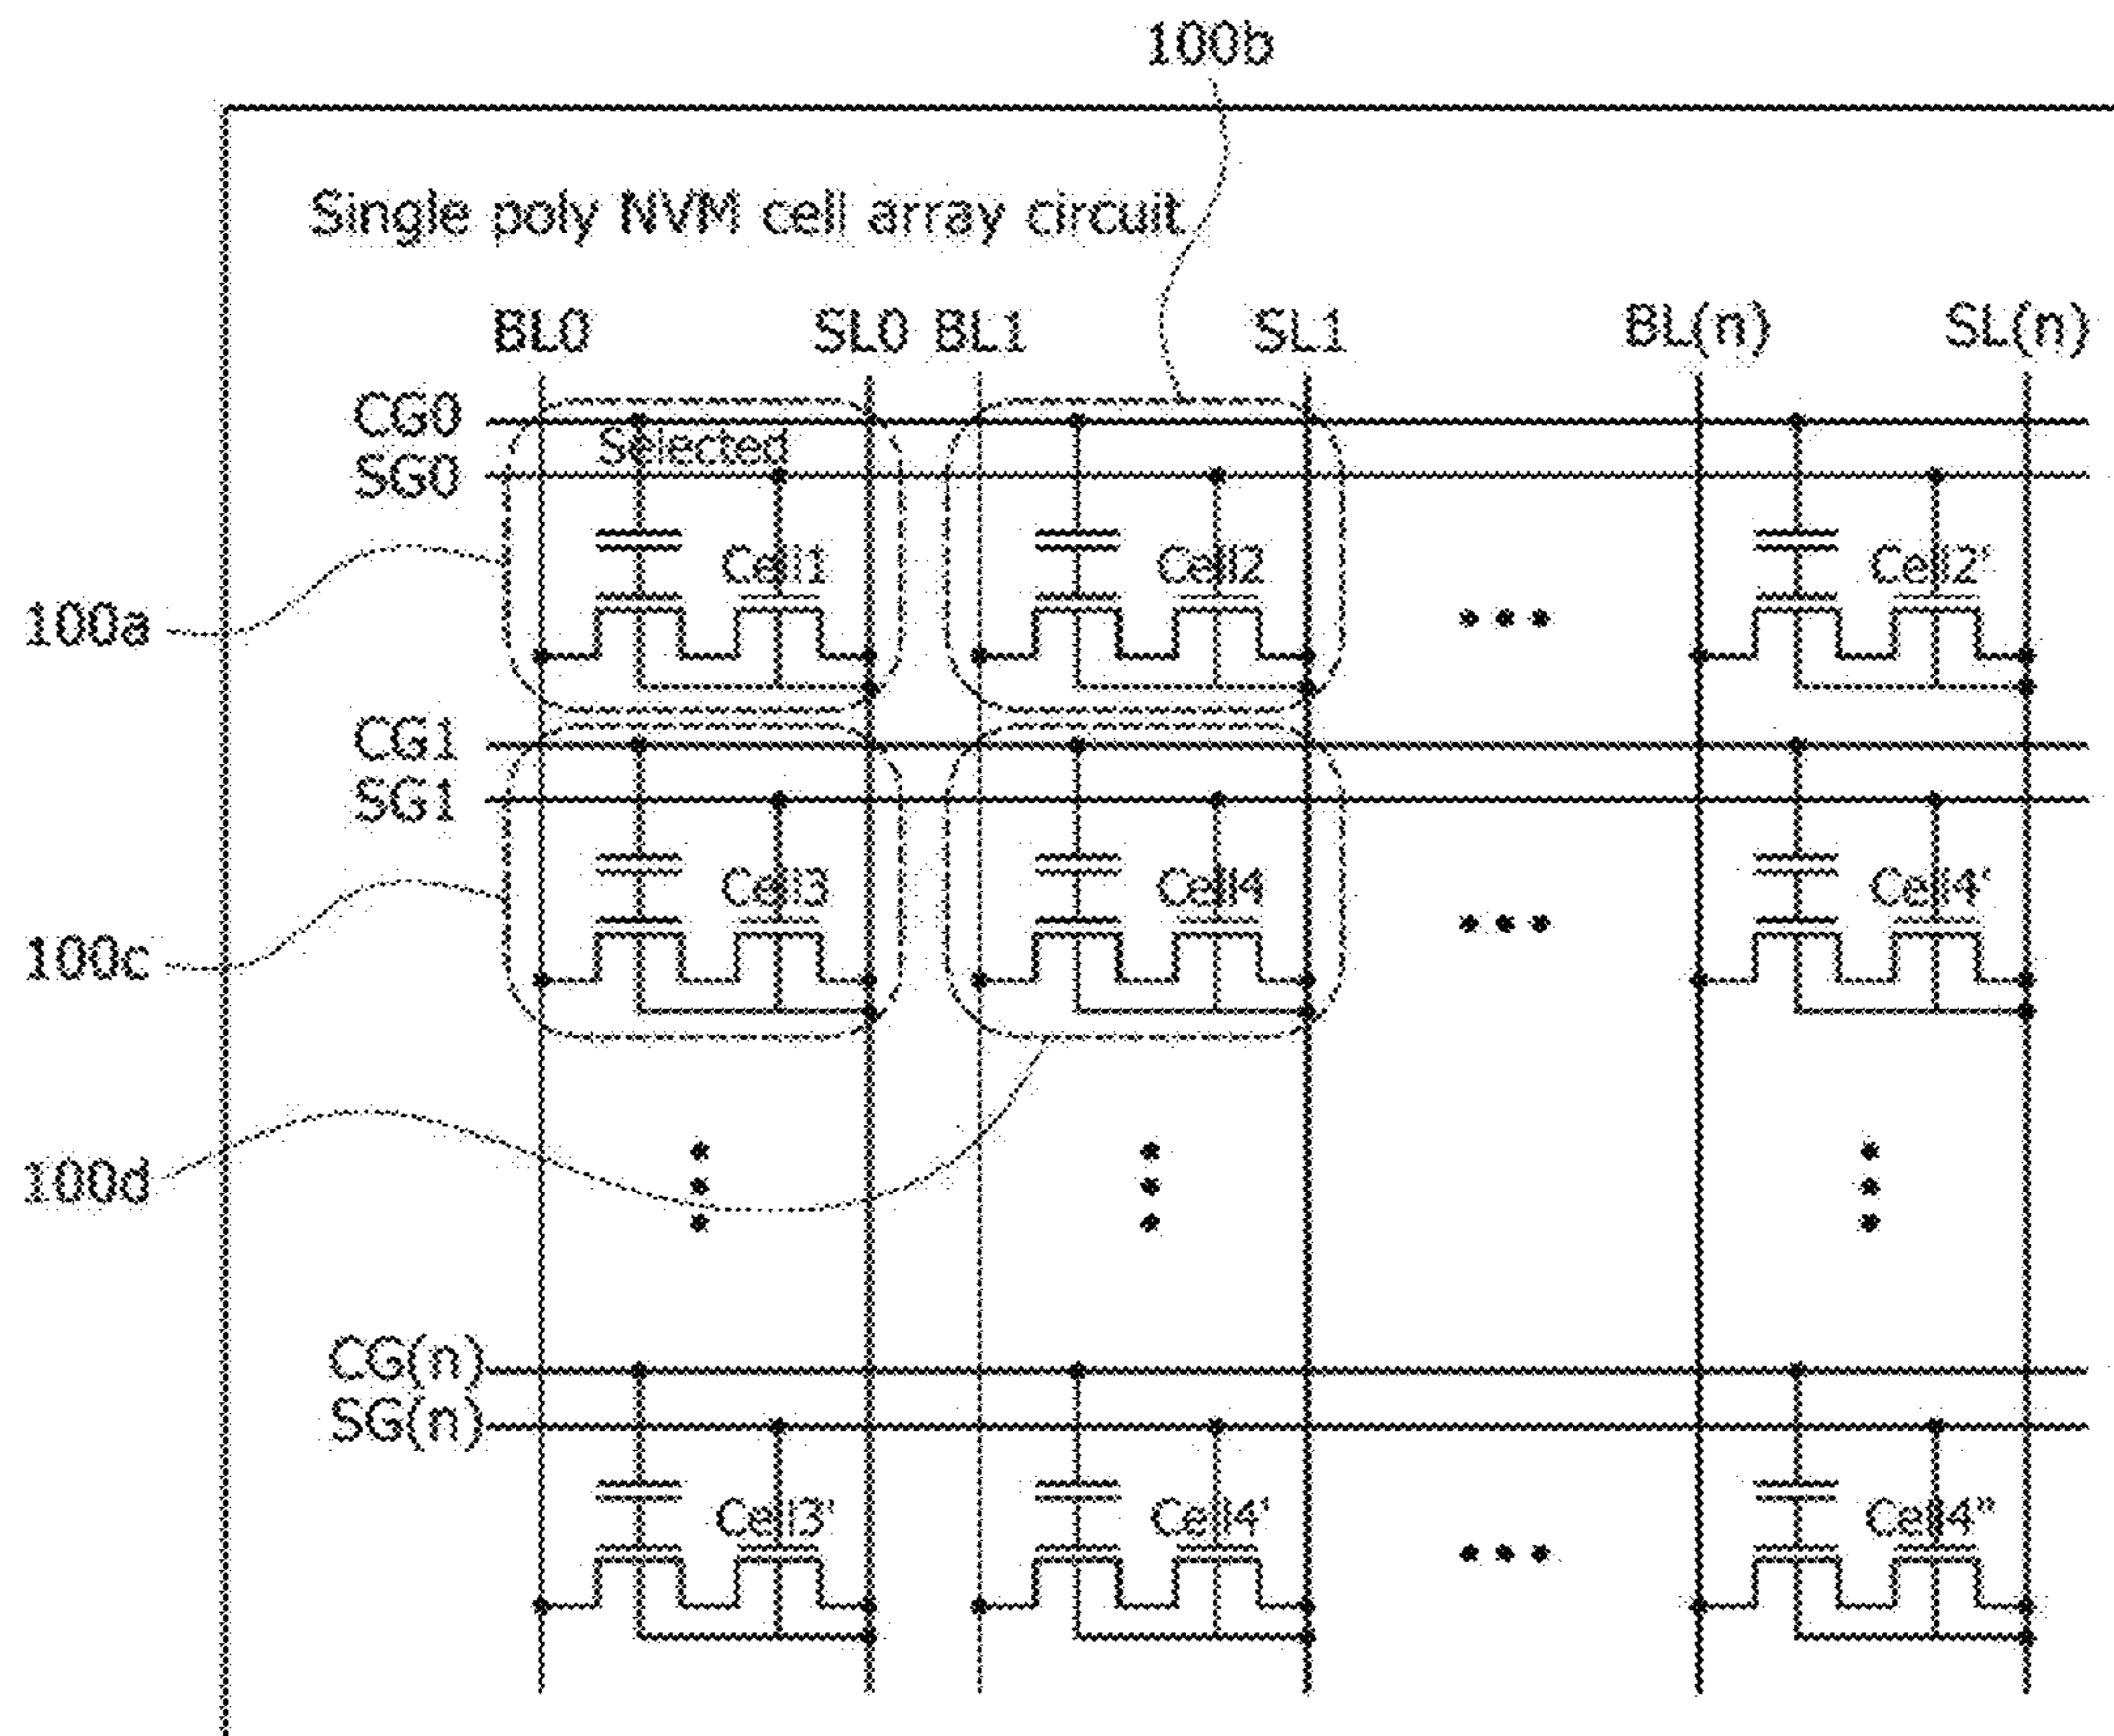 100b
Single poly NVM cell array circuit
BL0 SL0 BL1 SL1 BL(n) SL(n)
CG0
Selected
SG0
Cell1 Cell2 Cell2'
100a
CG1
SG1
Cell3 Cell4 Cell4'
100c
100d
CG(n)
SG(n)
Cell3' Cell4' Cell4"